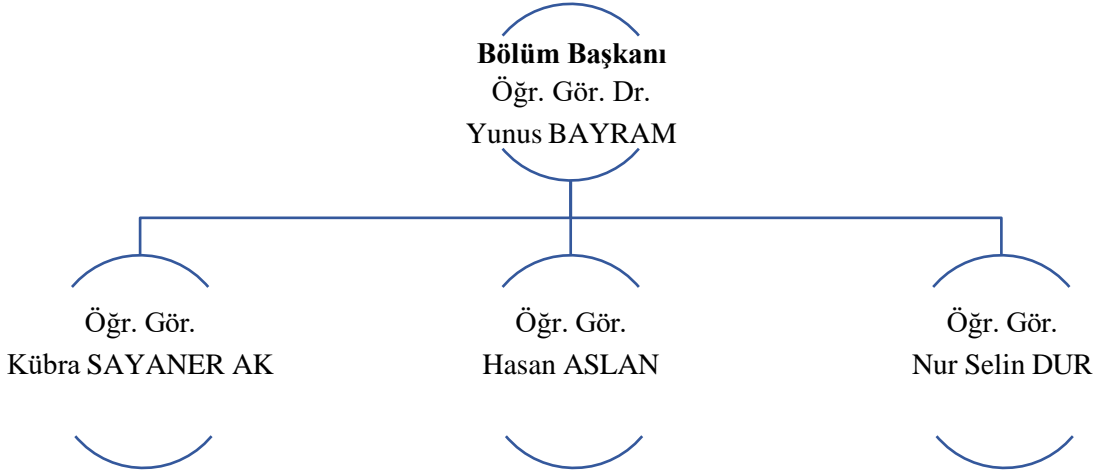 Bölüm Başkanı
Öğr. Gör. Dr.
Yunus BAYRAM
Öğr. Gör.
Kübra SAYANER AK
Öğr. Gör.
Hasan ASLAN
Öğr. Gör.
Nur Selin DUR